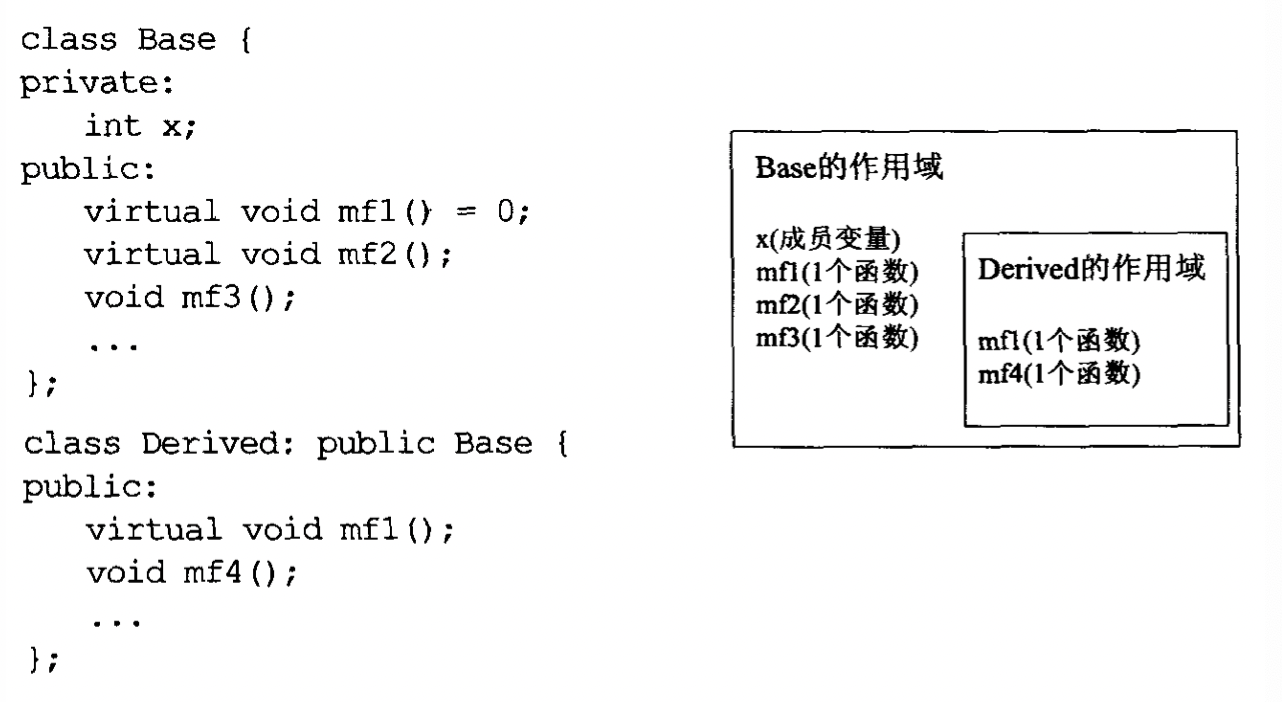 class Base {
private:
int x;
public:
virtual void mf1() = 0;
virtual void mf2();
void mf3();
...
};
class Derived: public Base {
public:
virtual void mf1();
void mf4();
...
};
Base的作用域
x(成员变量)
mf1(1个函数)
mf2(1个函数)
mf3(1个函数)
Derived的作用域
mf1(1个函数)
mf4(1个函数)